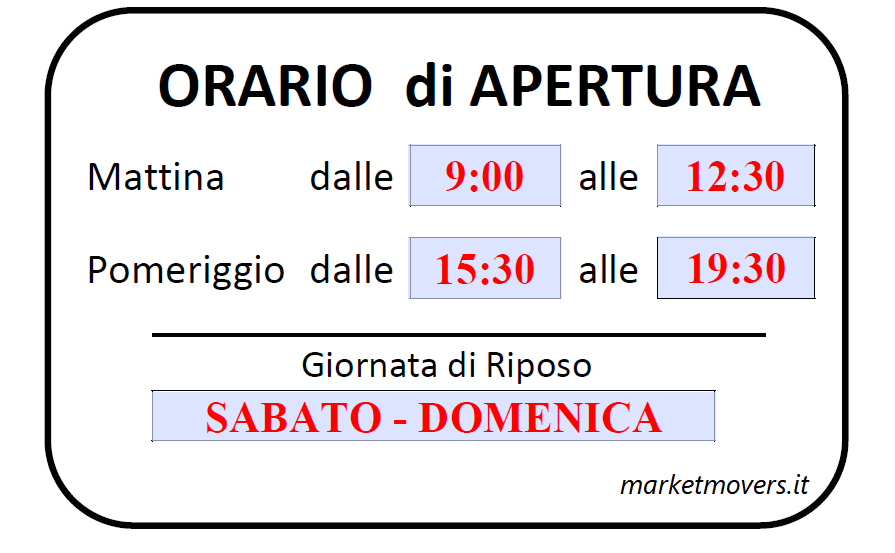 ORARIO di APERTURA
Mattina dalle 9:00 alle 12:30
Pomeriggio dalle 15:30 alle 19:30
Giornata di Riposo
SABATO - DOMENICA
marketmovers.it